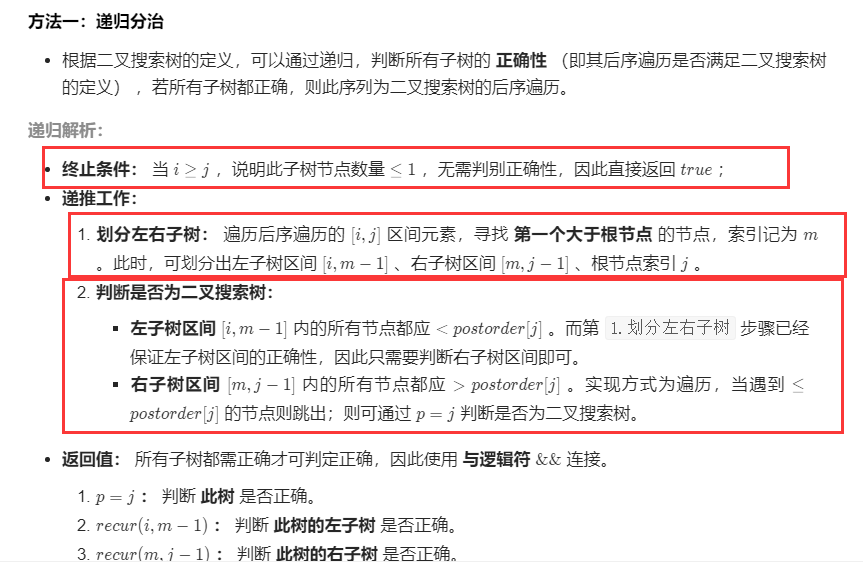 方法一：递归分治
• 根据二叉搜索树的定义，可以通过递归，判断所有子树的 正确性 （即其后序遍历是否满足二叉搜索树
的定义） ，若所有子树都正确，则此序列为二叉搜索树的后序遍历。
递归解析：
• 终止条件： 当 i ≥ j ，说明此子树节点数量 ≤ 1 ，无需判别正确性，因此直接返回 true ；
• 递推工作：
1. 划分左右子树： 遍历后序遍历的 [i, j] 区间元素，寻找 第一个大于根节点 的节点，索引记为 m
。此时，可划分出左子树区间 [i, m − 1] 、右子树区间 [m, j − 1] 、根节点索引 j 。
2. 判断是否为二叉搜索树：
▪ 左子树区间 [i, m − 1] 内的所有节点都应 < postorder[j] 。而第 1.划分左右子树 步骤已经
保证左子树区间的正确性，因此只需要判断右子树区间即可。
▪ 右子树区间 [m, j − 1] 内的所有节点都应 > postorder[j] 。实现方式为遍历，当遇到 ≤
postorder[j] 的节点则跳出；则可通过 p = j 判断是否为二叉搜索树。
• 返回值： 所有子树都需正确才可判定正确，因此使用 与逻辑符 && 连接。
1. p = j ： 判断 此树 是否正确。
2. recur(i, m − 1) ： 判断 此树的左子树 是否正确。
3. recur(m, j − 1) ： 判断 此树的右子树 是否正确。